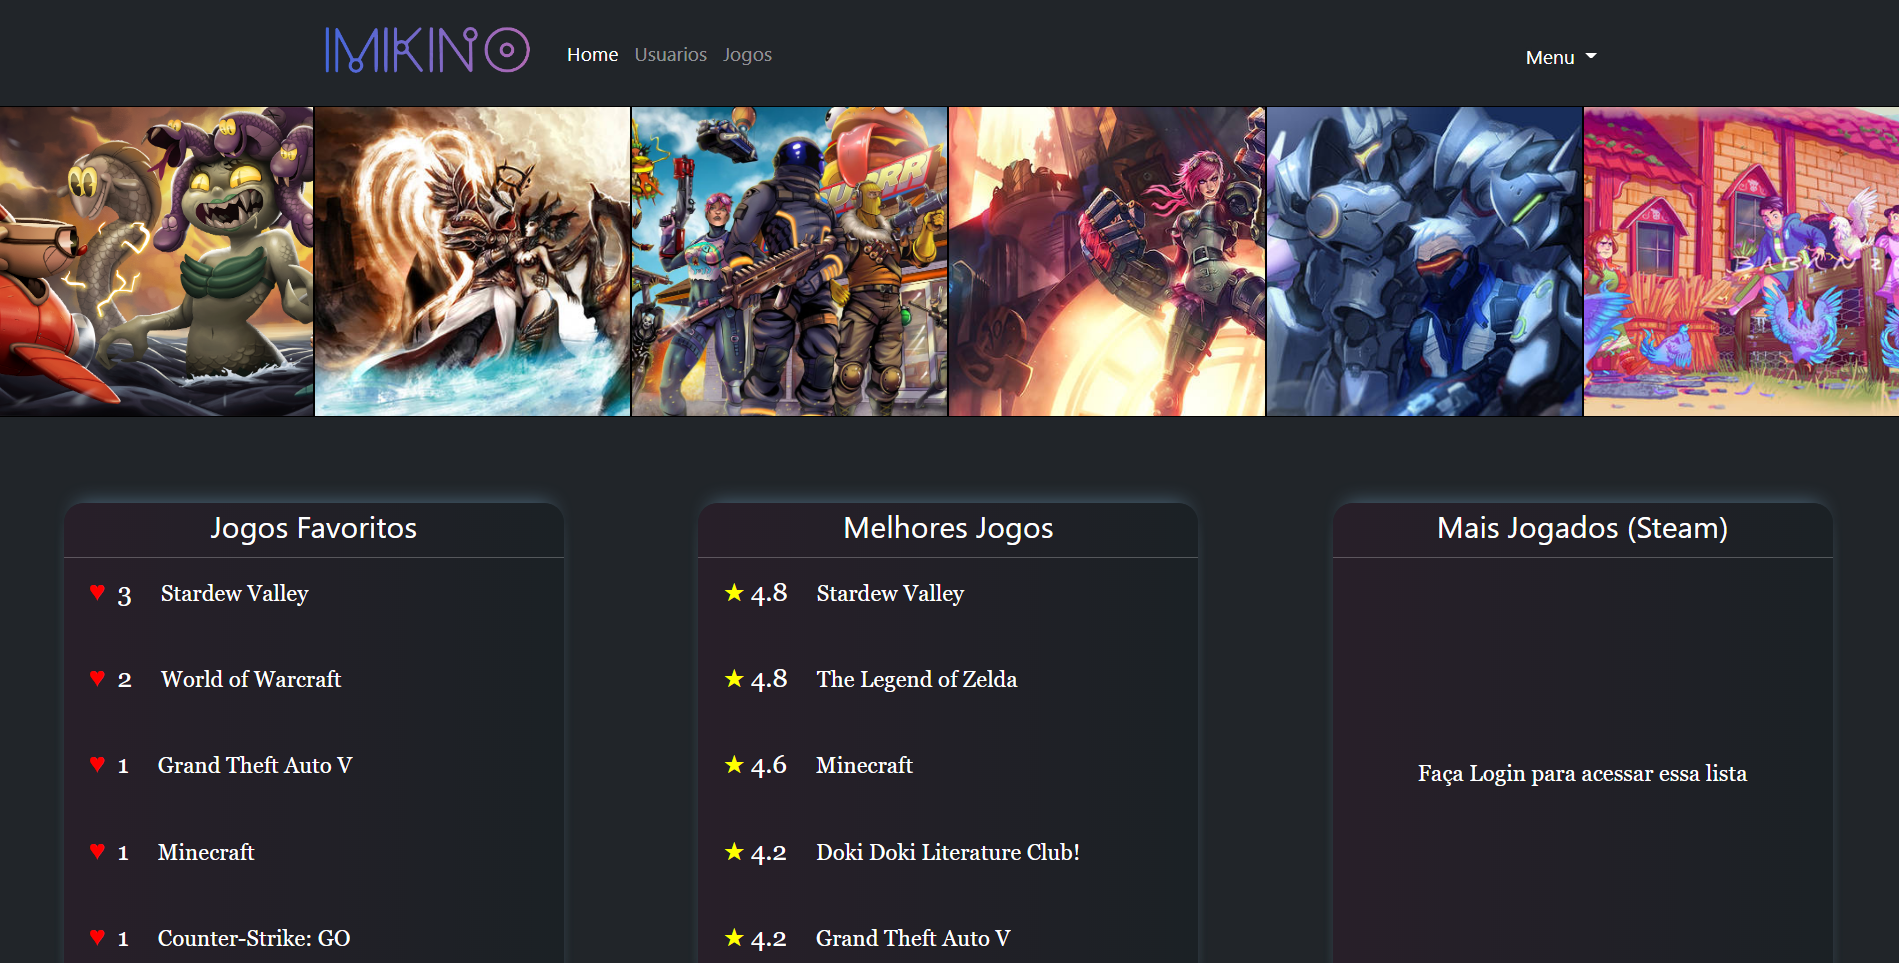 IMIKINO
Home Usuarios Jogos
Menu
Jogos Favoritos
♥ 3 Stardew Valley
♥ 2 World of Warcraft
♥ 1 Grand Theft Auto V
♥ 1 Minecraft
♥ 1 Counter-Strike: GO
Melhores Jogos
★ 4.8 Stardew Valley
★ 4.8 The Legend of Zelda
★ 4.6 Minecraft
★ 4.2 Doki Doki Literature Club!
★ 4.2 Grand Theft Auto V
Mais Jogados (Steam)
Faça Login para acessar essa lista